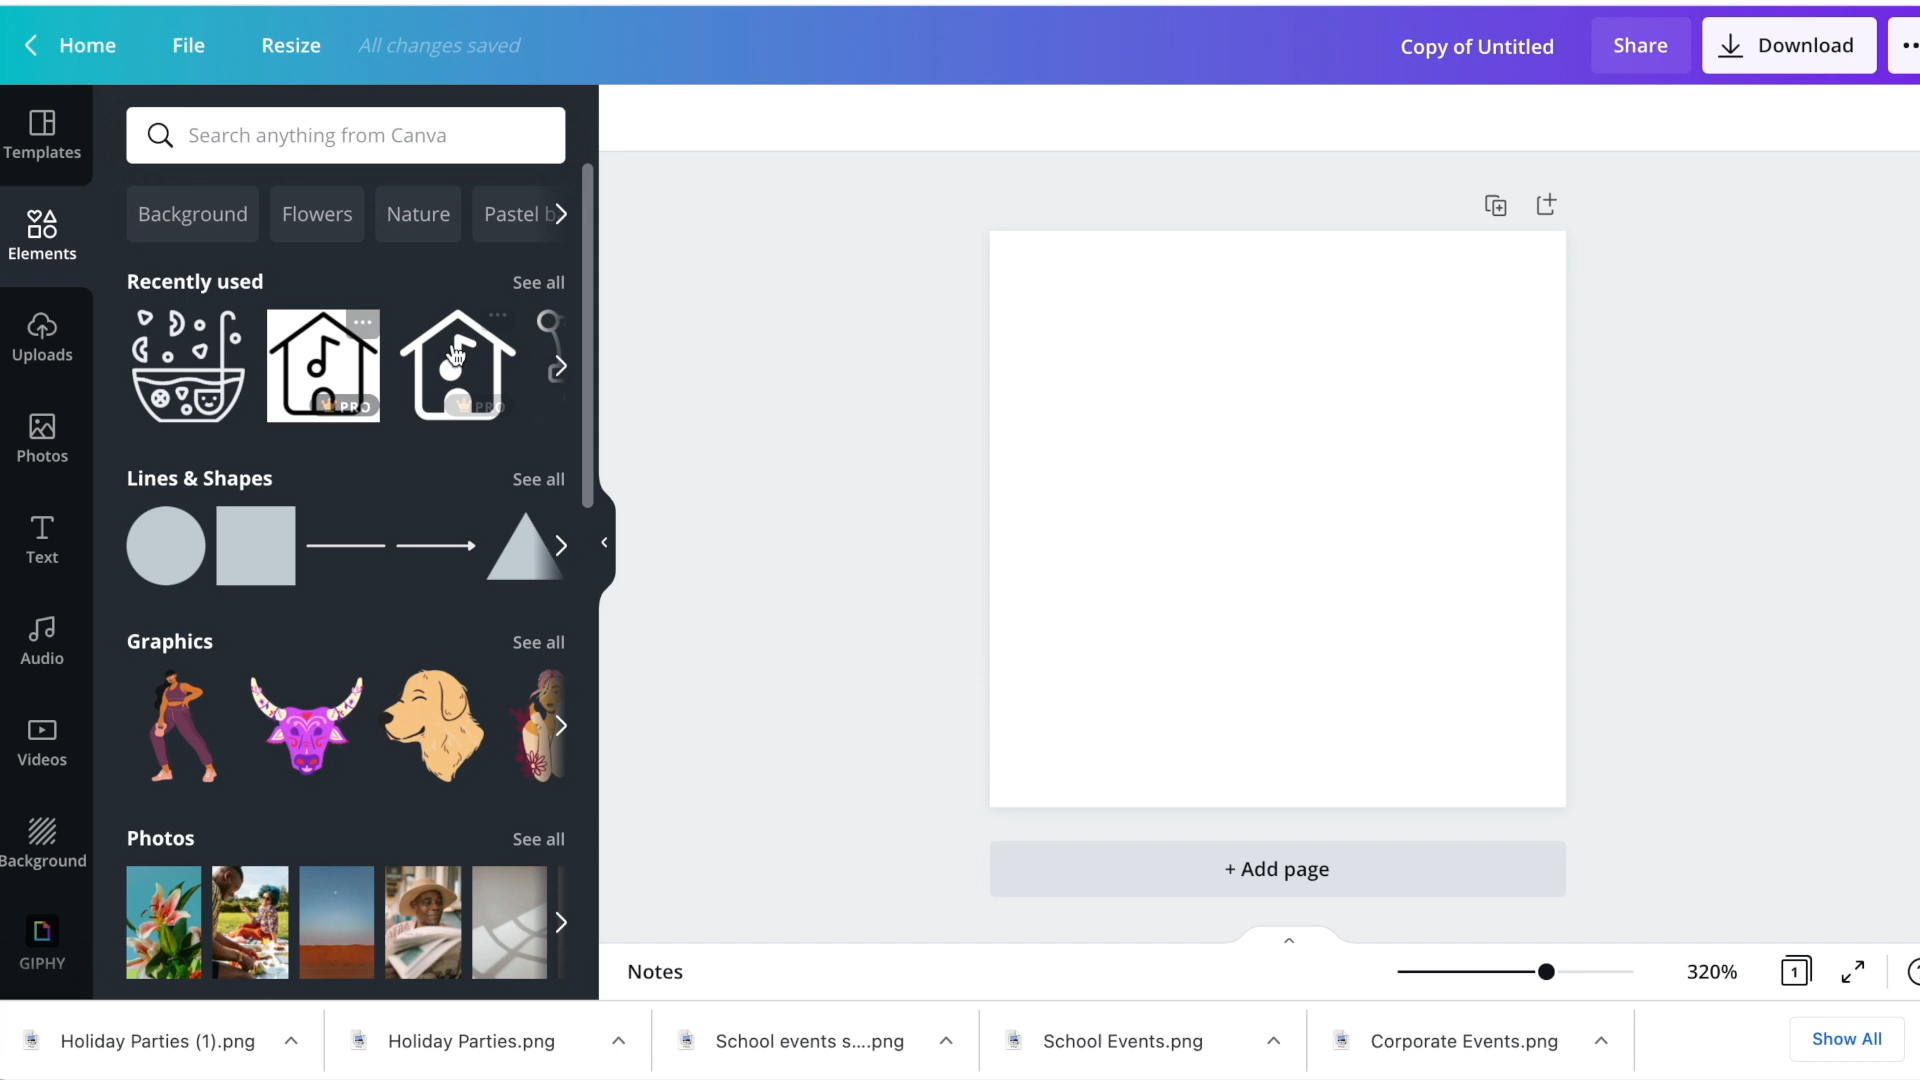 Home
File
Resize
All changes saved
Copy of Untitled
Share
Download
Templates
Elements
Uploads
Photos
Text
Audio
Videos
Background
GIPHY
Search anything from Canva
Background
Flowers
Nature
Pastel b
Recently used
See all
PRO
PRO
Lines & Shapes
See all
Graphics
See all
Photos
See all
+ Add page
Notes
320%
1
Holiday Parties (1).png
Holiday Parties.png
School events s....png
School Events.png
Corporate Events.png
Show All